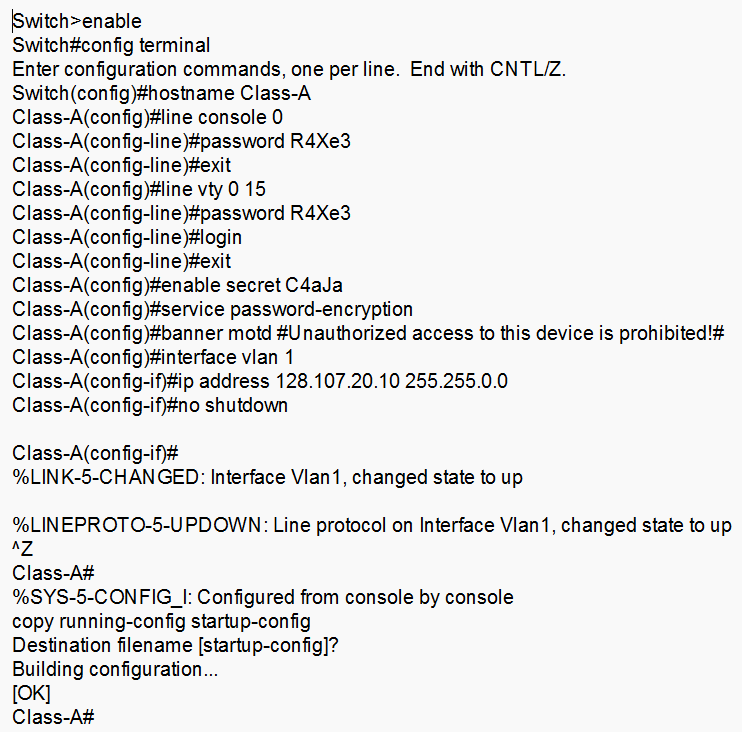 Switch>enable
Switch#config terminal
Enter configuration commands, one per line.  End with CNTL/Z.
Switch(config)#hostname Class-A
Class-A(config)#line console 0
Class-A(config-line)#password R4Xe3
Class-A(config-line)#exit
Class-A(config)#line vty 0 15
Class-A(config-line)#password R4Xe3
Class-A(config-line)#login
Class-A(config-line)#exit
Class-A(config)#enable secret C4aJa
Class-A(config)#service password-encryption
Class-A(config)#banner motd #Unauthorized access to this device is prohibited!#
Class-A(config)#interface vlan 1
Class-A(config-if)#ip address 128.107.20.10 255.255.0.0
Class-A(config-if)#no shutdown
Class-A(config-if)#
%LINK-5-CHANGED: Interface Vlan1, changed state to up
%LINEPROTO-5-UPDOWN: Line protocol on Interface Vlan1, changed state to up
^Z
Class-A#
%SYS-5-CONFIG_I: Configured from console by console
copy running-config startup-config
Destination filename [startup-config]?
Building configuration...
[OK]
Class-A#